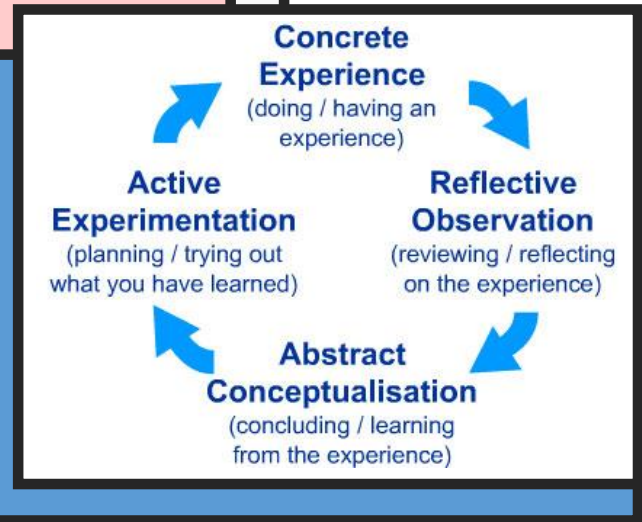 Concrete
Experience
(doing / having an
experience)
Reflective
Observation
(reviewing / reflecting
on the experience)
Abstract
Conceptualisation
(concluding / learning
from the experience)
Active
Experimentation
(planning / trying out
what you have learned)